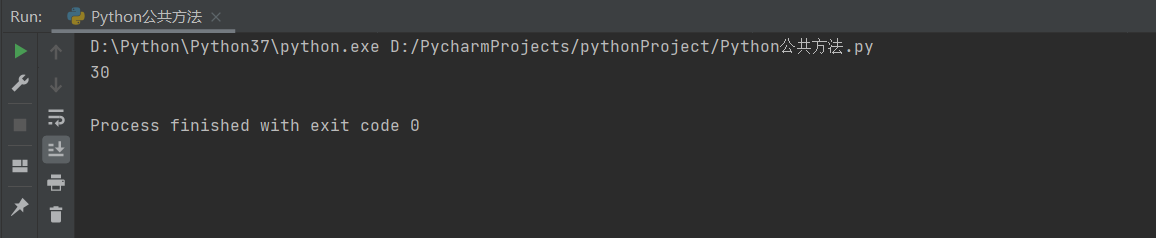 Run: Python公共方法
D:\Python\Python37\python.exe D:/PycharmProjects/pythonProject/Python公共方法.py
30
Process finished with exit code 0